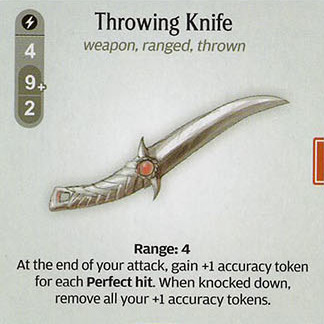 Throwing Knife
weapon, ranged, thrown
4
9+
2
Range: 4
At the end of your attack, gain +1 accuracy token
for each Perfect hit. When knocked down,
remove all your +1 accuracy tokens.